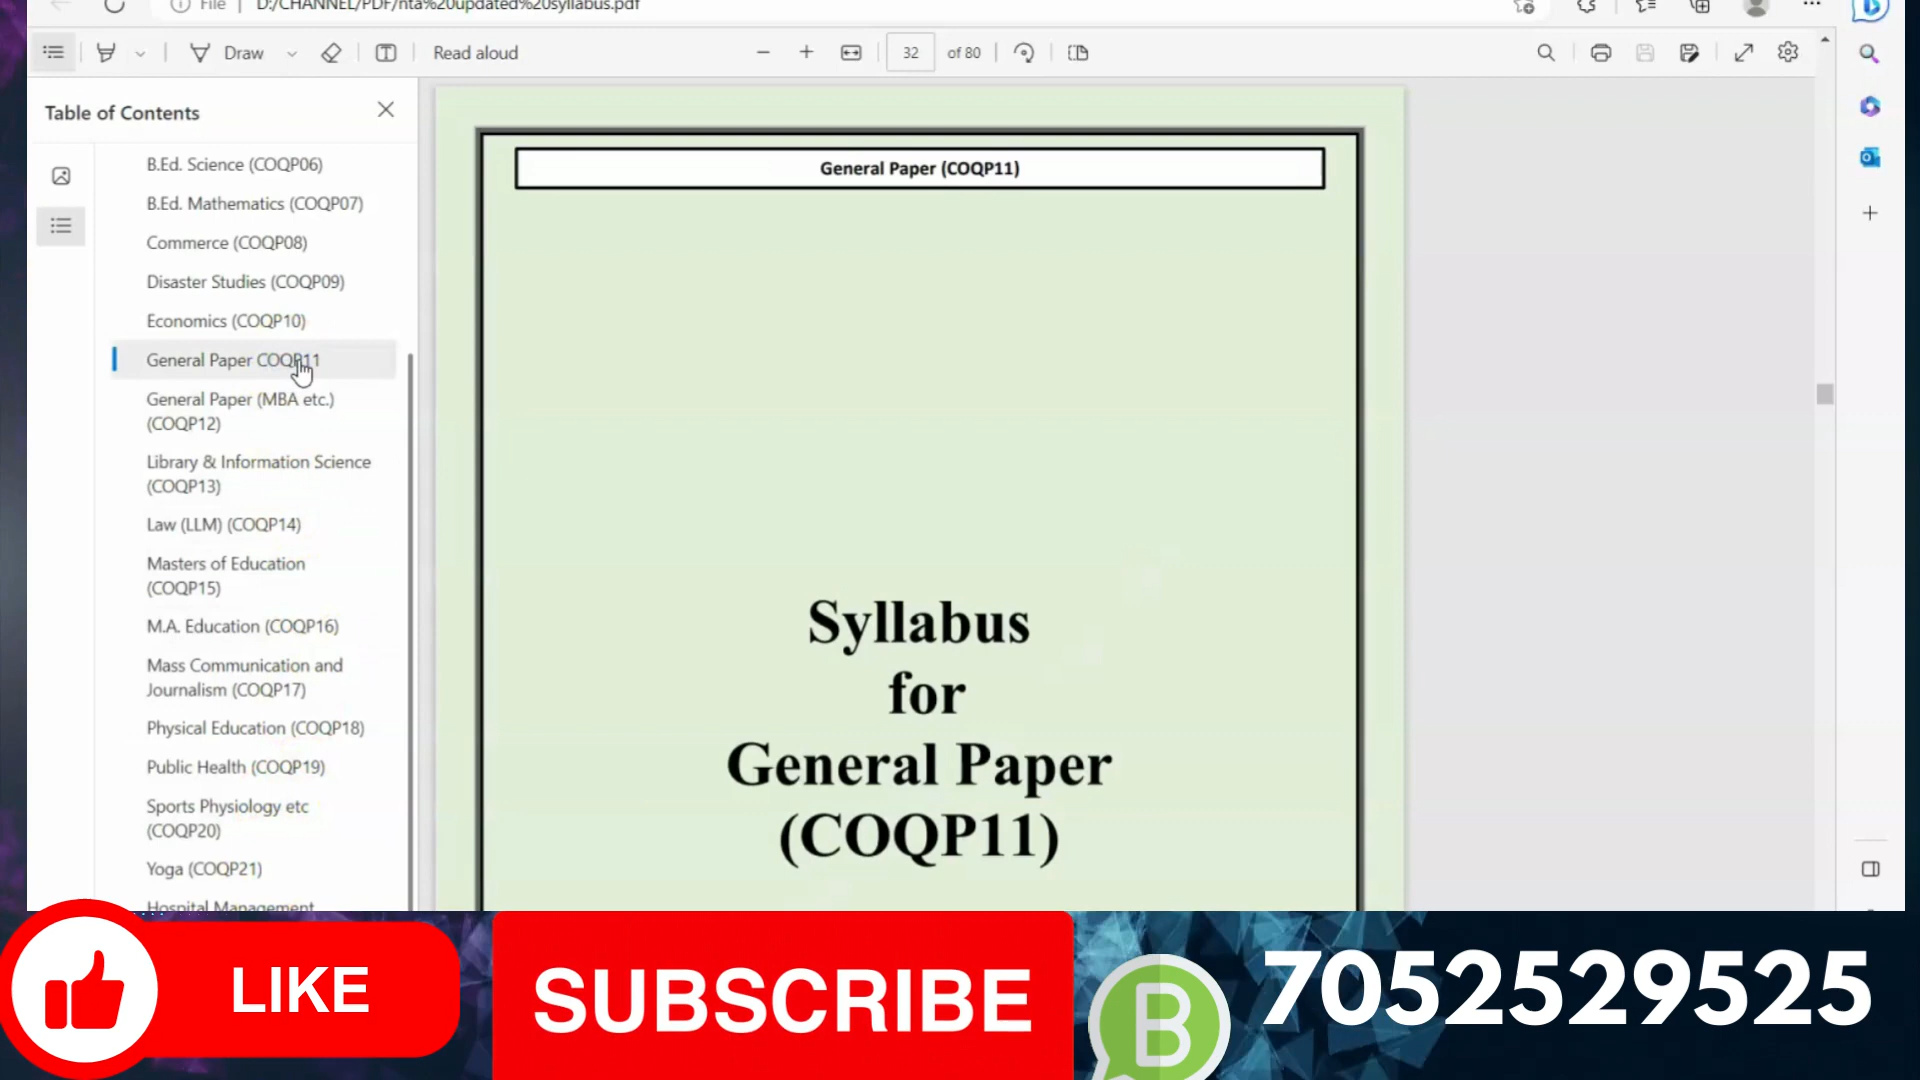 File | D:/CHANNEL/PDF/nta%20updated%20syllabus.pdf
Draw
Read aloud
32 of 80
Table of Contents
B.Ed. Science (COQP06)
B.Ed. Mathematics (COQP07)
Commerce (COQP08)
Disaster Studies (COQP09)
Economics (COQP10)
General Paper COQP11
General Paper (MBA etc.)
(COQP12)
Library & Information Science
(COQP13)
Law (LLM) (COQP14)
Masters of Education
(COQP15)
M.A. Education (COQP16)
Mass Communication and
Journalism (COQP17)
Physical Education (COQP18)
Public Health (COQP19)
Sports Physiology etc
(COQP20)
Yoga (COQP21)
Hospital Management
General Paper (COQP11)
Syllabus
for
General Paper
(COQP11)
LIKE
SUBSCRIBE
B
7052529525